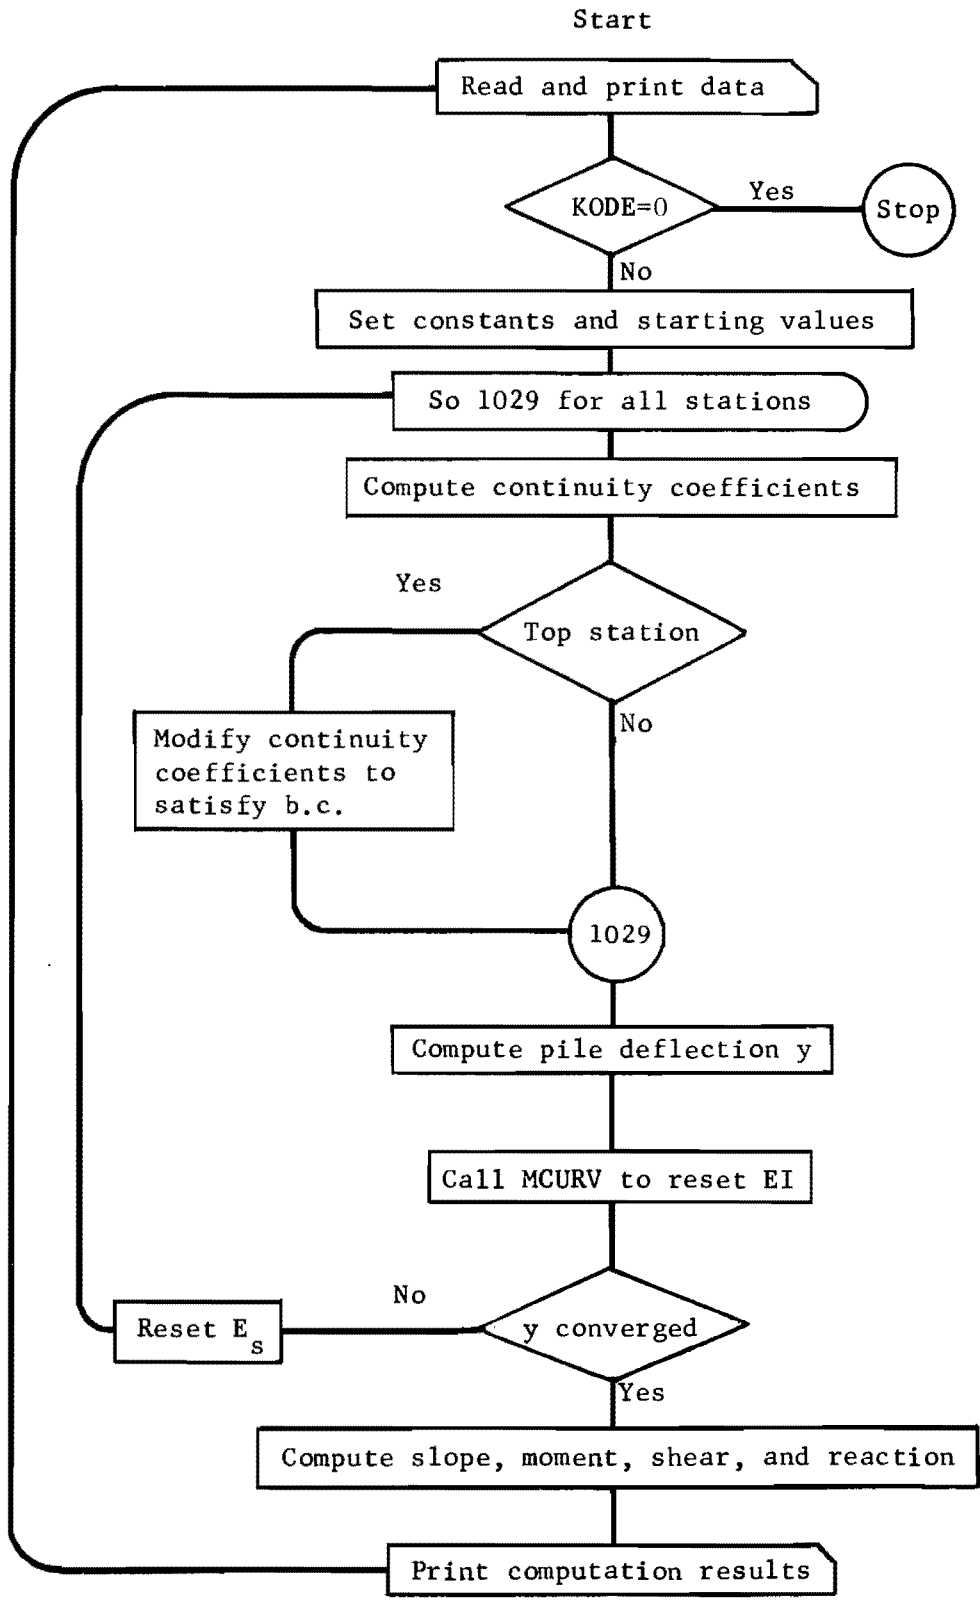 Start
Read and print data
KODE=0
Yes
Stop
No
Set constants and starting values
So 1029 for all stations
Compute continuity coefficients
Yes
Top station
No
Modify continuity
coefficients to
satisfy b.c.
1029
Compute pile deflection y
Call MCURV to reset EI
No
Reset E
s
y converged
Yes
Compute slope, moment, shear, and reaction
Print computation results